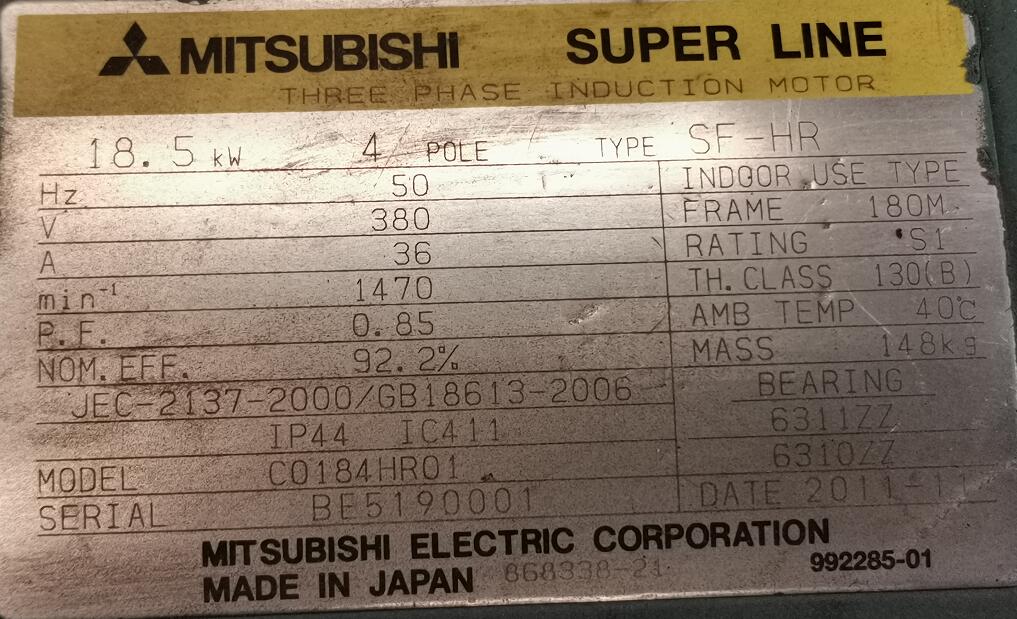 MITSUBISHI SUPER LINE
THREE PHASE INDUCTION MOTOR
18.5 kW 4 POLE TYPE SF-HR
Hz 50 INDOOR USE TYPE
V 380 FRAME 180M
A 36 RATING S1
min⁻¹ 1470 TH.CLASS 130(B)
P.F. 0.85 AMB TEMP 40℃
NOM.EFF. 92.2% MASS 148kg
JEC-2137-2000/GB18613-2006 BEARING
IP44 IC411 6311ZZ
MODEL C0184HR01 6310ZZ
SERIAL BE5190001 DATE 2011-11
MITSUBISHI ELECTRIC CORPORATION
MADE IN JAPAN 868338-21 992285-01